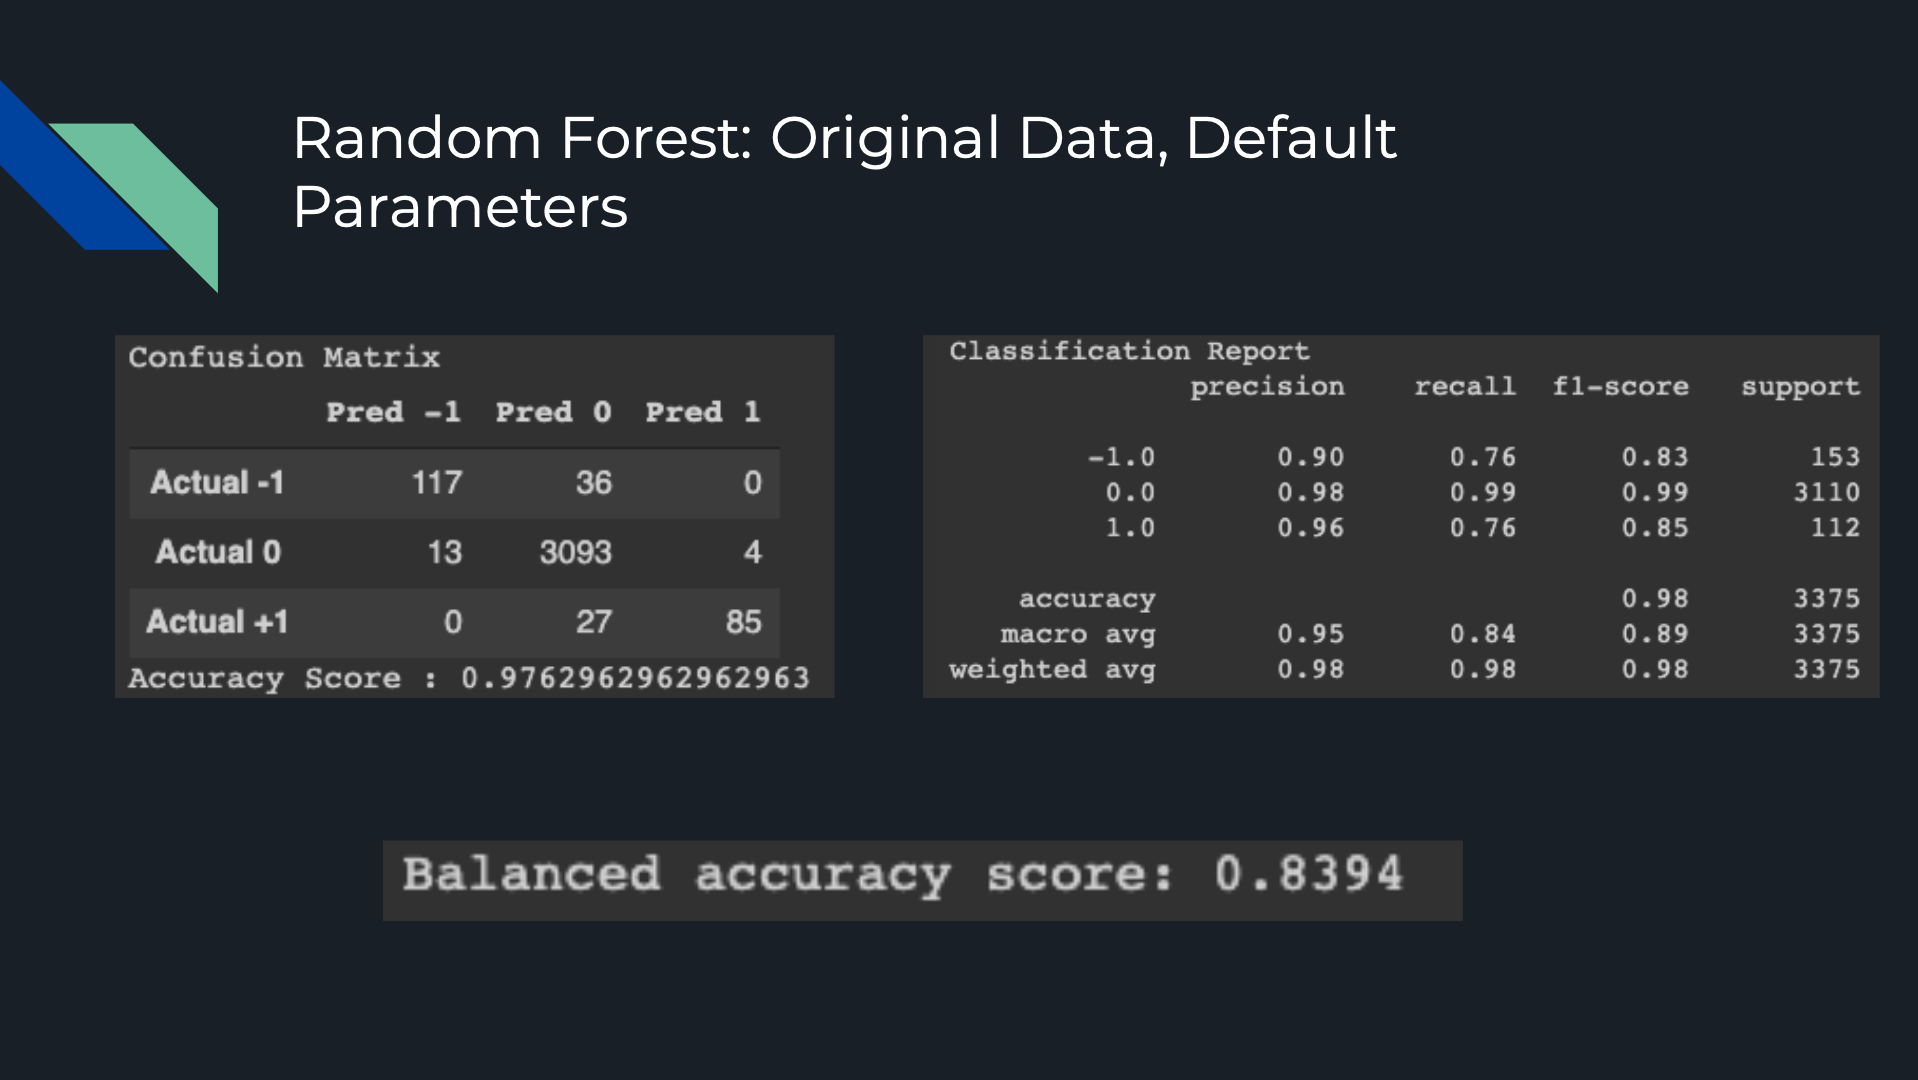 Random Forest: Original Data, Default
Parameters
Confusion Matrix
Pred -1 Pred 0 Pred 1
Actual -1 117 36 0
Actual 0 13 3093 4
Actual +1 0 27 85
Accuracy Score : 0.9762962962962963
Classification Report
precision recall f1-score support
-1.0 0.90 0.76 0.83 153
0.0 0.98 0.99 0.99 3110
1.0 0.96 0.76 0.85 112
accuracy 0.98 3375
macro avg 0.95 0.84 0.89 3375
weighted avg 0.98 0.98 0.98 3375
Balanced accuracy score: 0.8394